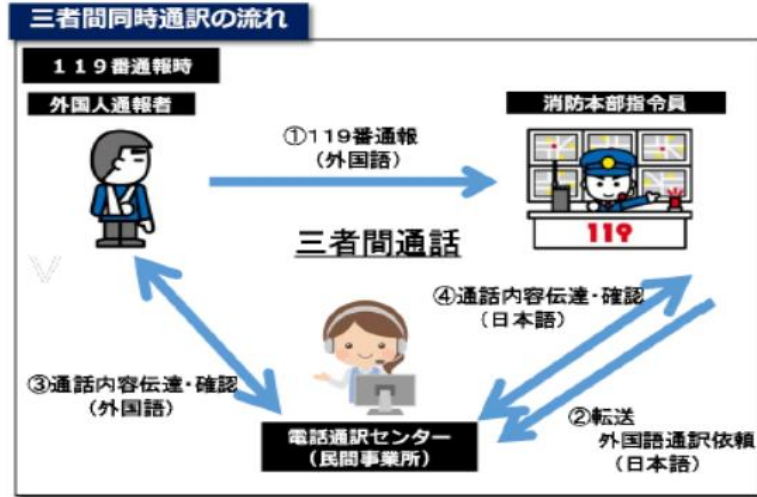 三者間同時通訳の流れ
119番通報時
外国人通報者
消防本部指令員
①119番通報
(外国語)
119
三者間通話
④通話内容伝達・確認
(日本語)
③通話内容伝達・確認
(外国語)
②転送
外国語通訳依頼
(日本語)
電話通訳センター
(民間事業所)